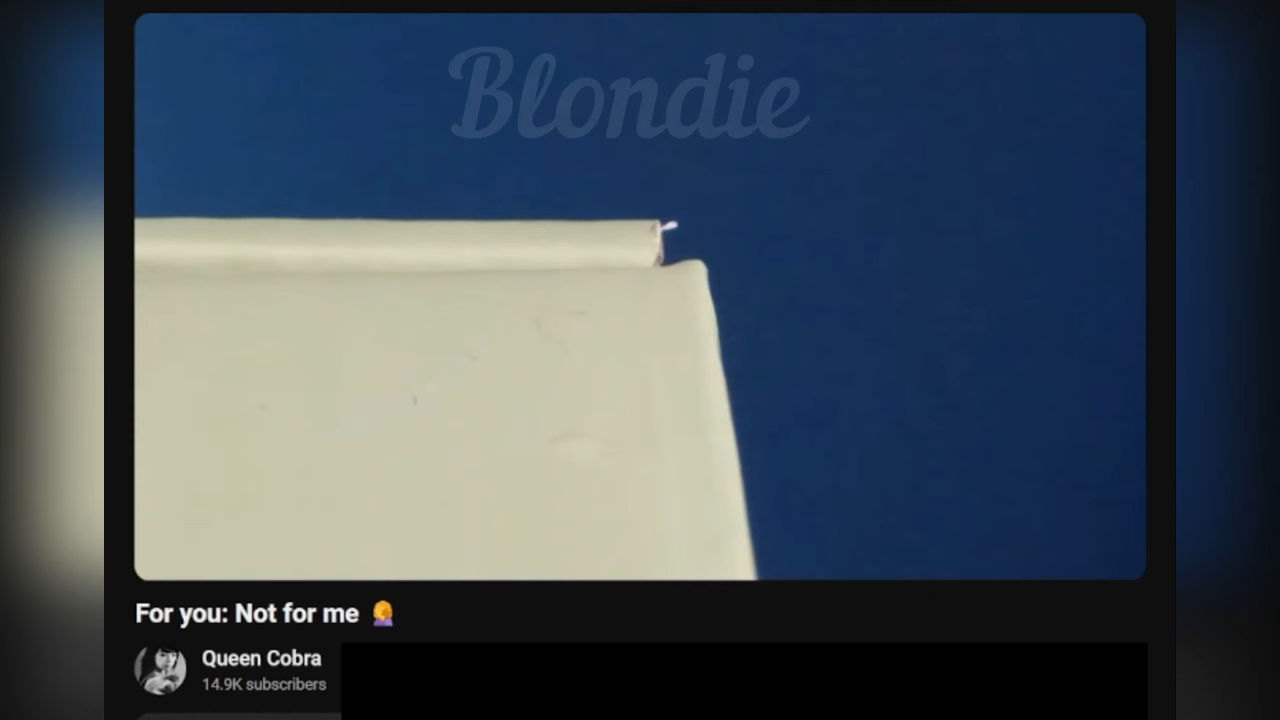 Blondie
For you: Not for me 🤦‍♀️
Queen Cobra
14.9K subscribers